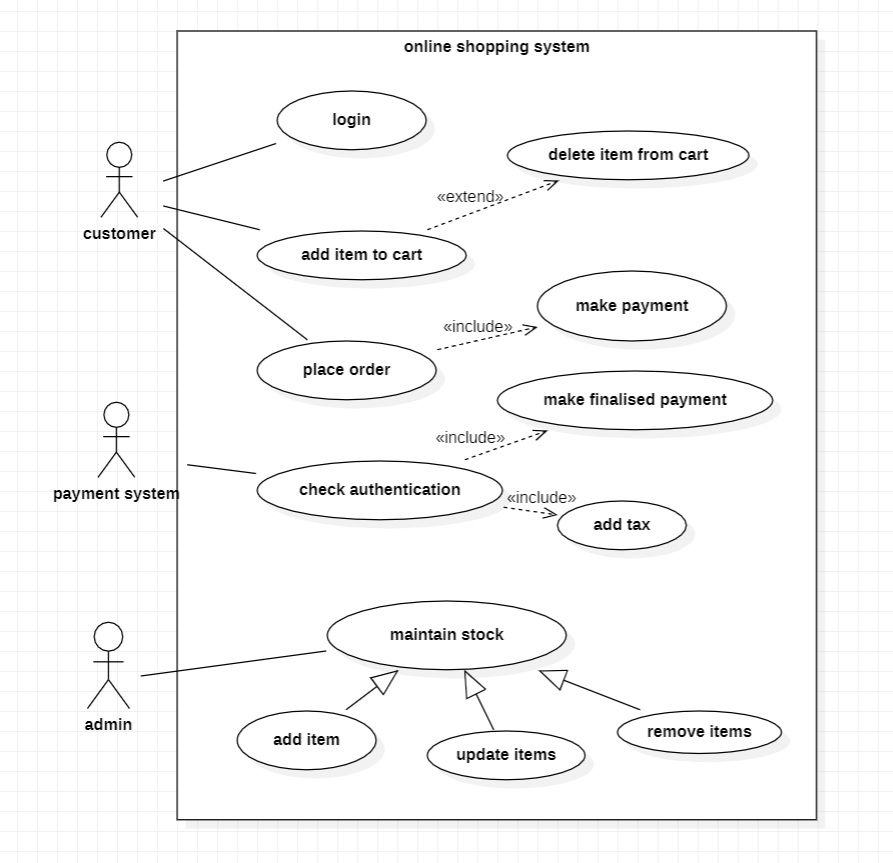 online shopping system
login
delete item from cart
«extend»
customer
add item to cart
make payment
«include»
place order
make finalised payment
«include»
check authentication
payment system
«include»
add tax
maintain stock
admin
add item
update items
remove items